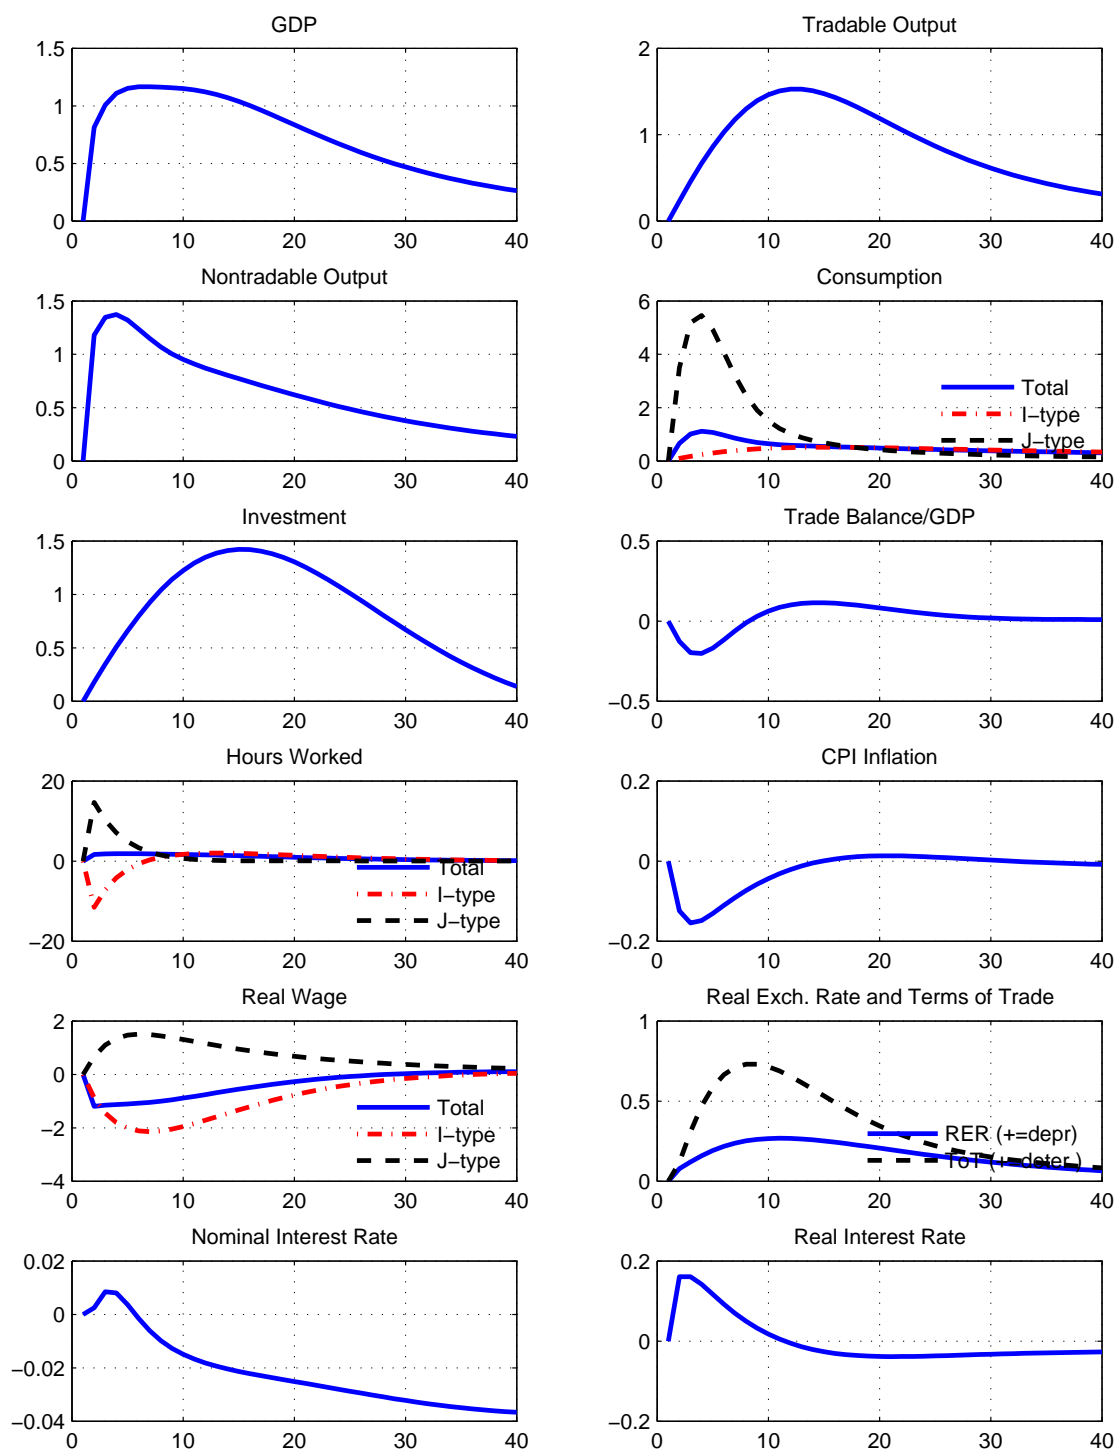 GDP
1.5
1
0.5
0
0 10 20 30 40
Tradable Output
2
1
0
0 10 20 30 40
Nontradable Output
1.5
1
0.5
0
0 10 20 30 40
Consumption
6
4
2
0
0 10 20 30 40
Total
I−type
J−type
Investment
1.5
1
0.5
0
0 10 20 30 40
Trade Balance/GDP
0.5
0
−0.5
0 10 20 30 40
Hours Worked
20
0
−20
0 10 20 30 40
Total
I−type
J−type
CPI Inflation
0.2
0
−0.2
0 10 20 30 40
Real Wage
2
0
−2
−4
0 10 20 30 40
Total
I−type
J−type
Real Exch. Rate and Terms of Trade
1
0.5
0
0 10 20 30 40
RER (+=depr)
ToT (+=deter.)
Nominal Interest Rate
0.02
0
−0.02
−0.04
0 10 20 30 40
Real Interest Rate
0.2
0
−0.2
0 10 20 30 40